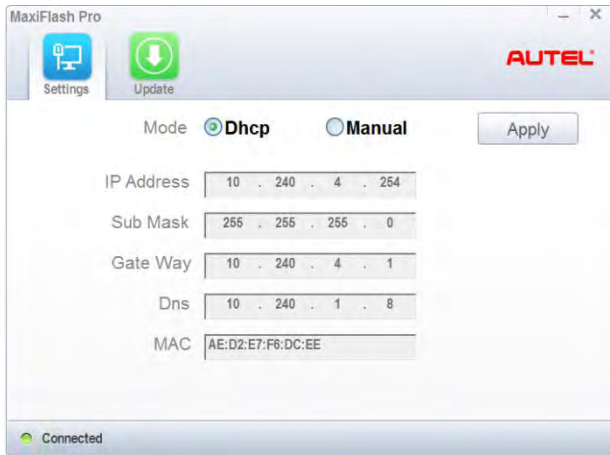 MaxiFlash Pro
AUTEL
Settings
Update
Mode Dhcp Manual Apply
IP Address 10 . 240 . 4 . 254
Sub Mask 255 . 255 . 255 . 0
Gate Way 10 . 240 . 4 . 1
Dns 10 . 240 . 1 . 8
MAC AE:D2:E7:F6:DC:EE
Connected